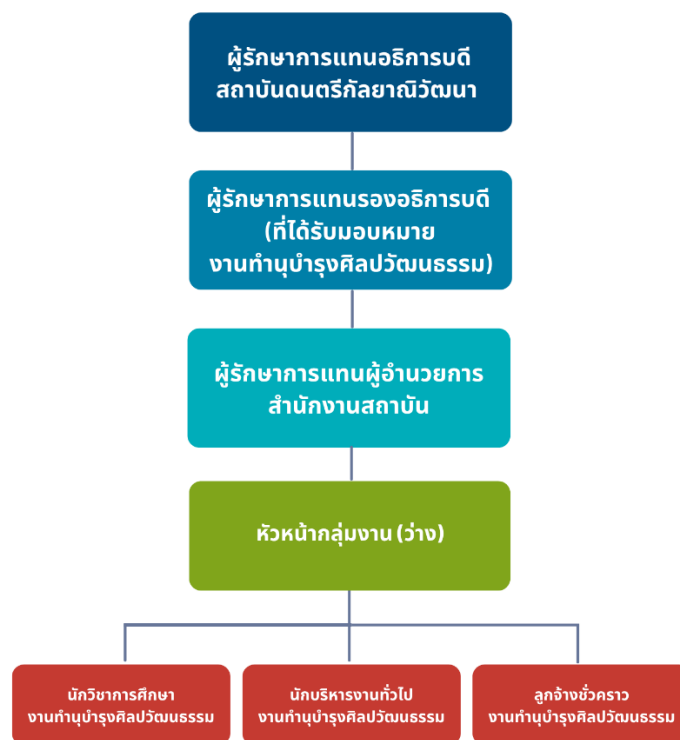 ผู้รักษาการแทนอธิการบดี
สถาบันดนตรีกัลยาณิวัฒนา
ผู้รักษาการแทนรองอธิการบดี
(ที่ได้รับมอบหมาย
งานทำนุบำรุงศิลปวัฒนธรรม)
ผู้รักษาการแทนผู้อำนวยการ
สำนักงานสถาบัน
หัวหน้ากลุ่มงาน (ว่าง)
นักวิชาการศึกษา
งานทำนุบำรุงศิลปวัฒนธรรม
นักบริหารงานทั่วไป
งานทำนุบำรุงศิลปวัฒนธรรม
ลูกจ้างชั่วคราว
งานทำนุบำรุงศิลปวัฒนธรรม